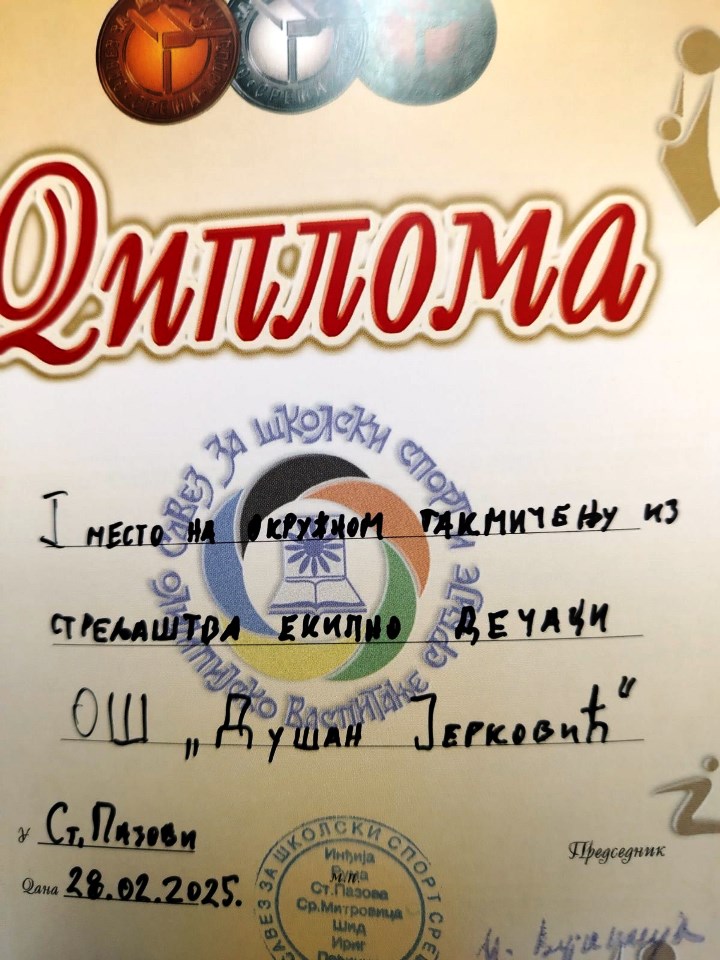 Диплома
САВЕЗ ЗА ШКОЛСКИ СПОРТ И
ОЛИМПИЈСКО ВАСПИТАЊЕ СРБИЈЕ
I МЕСТО НА ОКРУЖНОМ ТАКМИЧЕЊУ ИЗ
СТРЕЉАШТВА ЕКИПНО ДЕЧАЦИ
ОШ „ДУШАН ЈЕРКОВИЋ"
У Ст. Пазови
Дана 28.02.2025.
Председник
САВЕЗ ЗА ШКОЛСКИ СПОРТ
Инђија
Рума
М.П.
Ст.Пазова
Ср.Митровица
Шид
Ириг